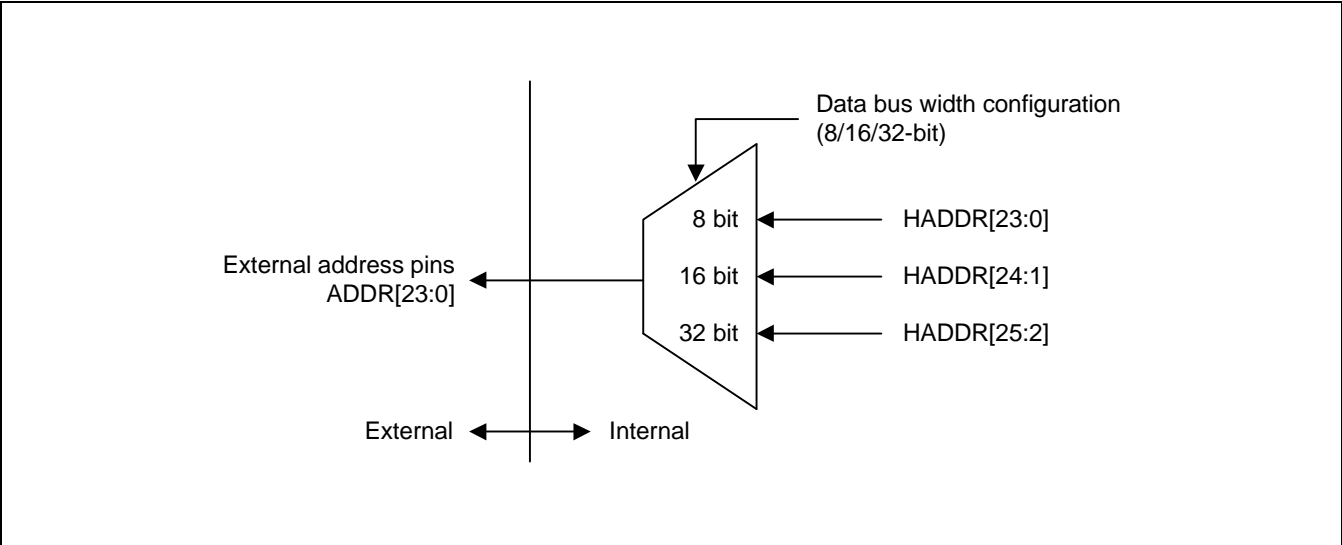 Data bus width configuration
(8/16/32-bit)
8 bit
HADDR[23:0]
External address pins
ADDR[23:0]
16 bit
HADDR[24:1]
32 bit
HADDR[25:2]
External
Internal